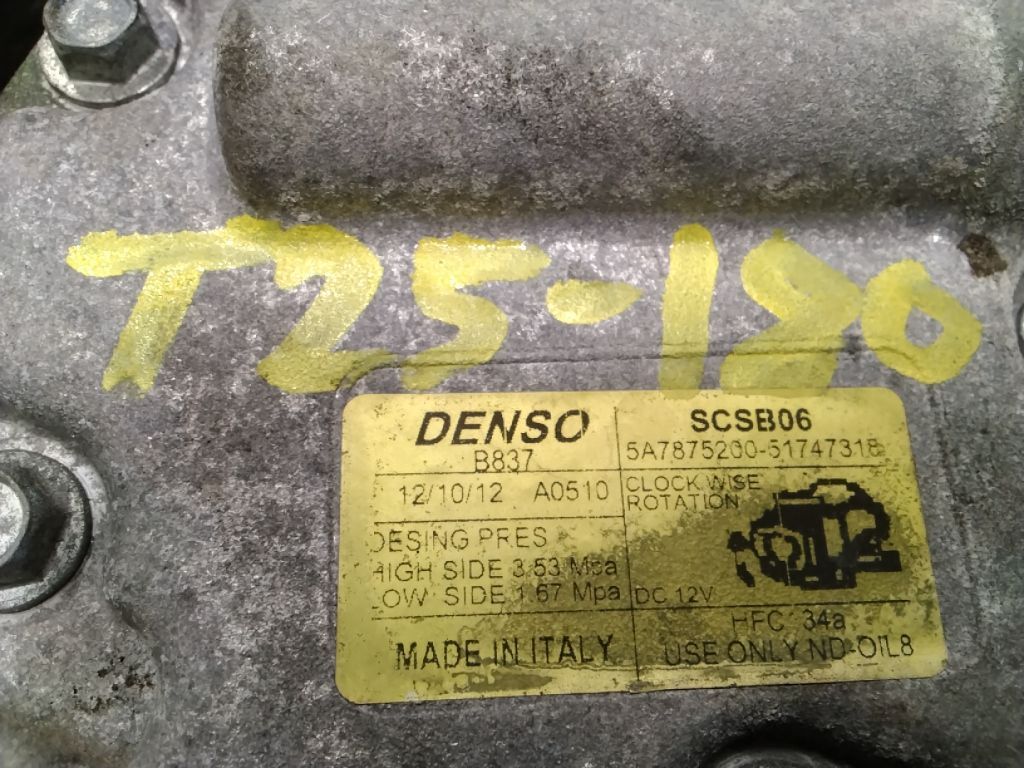 T25-180
DENSO
B837
12/10/12 A0510
DESING PRES
HIGH SIDE 3.53 Mpa
LOW SIDE 1.67 Mpa
MADE IN ITALY
SCSB06
5A7875200-51747318
CLOCK WISE
ROTATION
DC 12V
HFC 34a
USE ONLY ND-OIL8